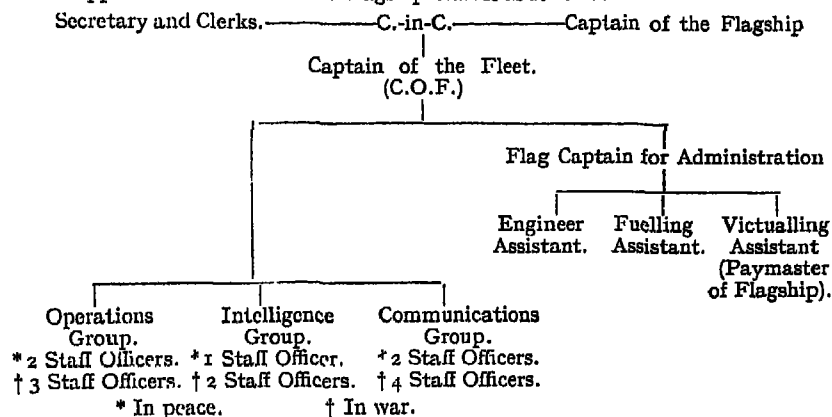 Secretary and Clerks. C.-in-C. Captain of the Flagship
Captain of the Fleet.
(C.O.F.)
Flag Captain for Administration
Engineer Fuelling Victualling
Assistant. Assistant. Assistant
(Paymaster
of Flagship).
Operations Intelligence Communications
Group. Group. Group.
* 2 Staff Officers. * 1 Staff Officer. * 2 Staff Officers.
† 3 Staff Officers. † 2 Staff Officers. † 4 Staff Officers.
* In peace. † In war.